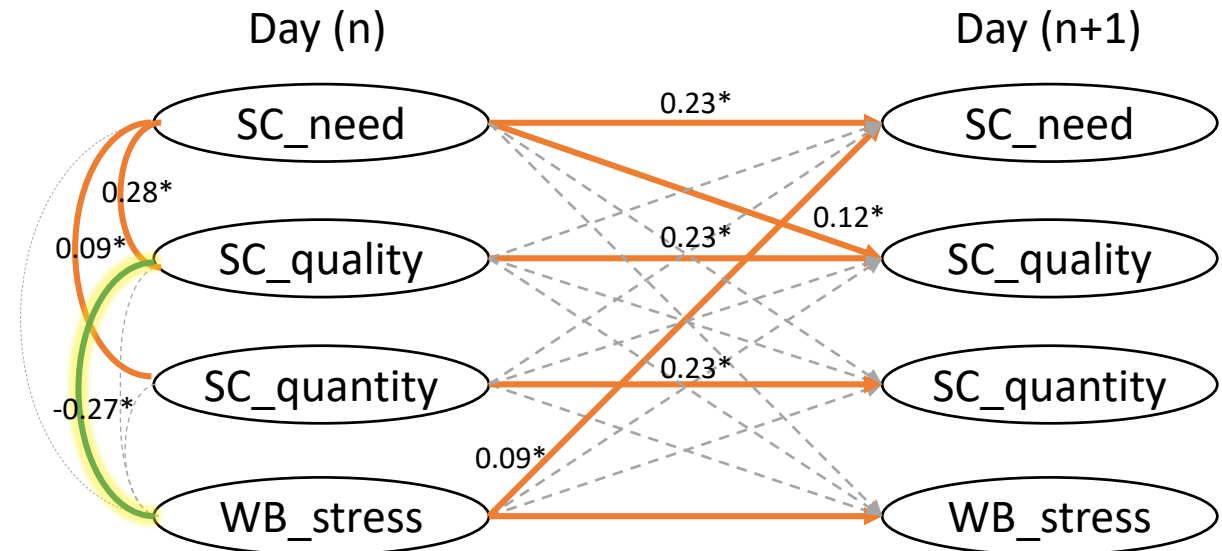 Day (n)
Day (n+1)
SC_need
0.23*
SC_need
0.28*
0.12*
0.09*
SC_quality
0.23*
SC_quality
SC_quantity
0.23*
SC_quantity
-0.27*
0.09*
WB_stress
WB_stress